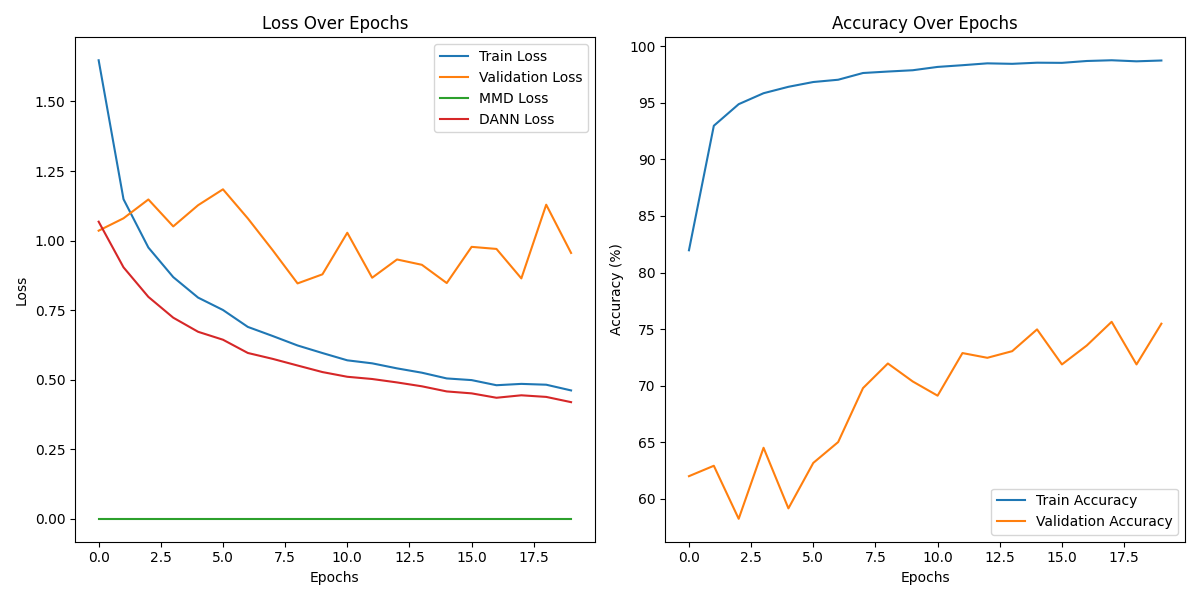 Loss Over Epochs
Train Loss
Validation Loss
MMD Loss
DANN Loss
1.50
1.25
1.00
0.75
0.50
0.25
0.00
Loss
0.0 2.5 5.0 7.5 10.0 12.5 15.0 17.5
Epochs
Accuracy Over Epochs
100
95
90
85
80
75
70
65
60
Accuracy (%)
Train Accuracy
Validation Accuracy
0.0 2.5 5.0 7.5 10.0 12.5 15.0 17.5
Epochs